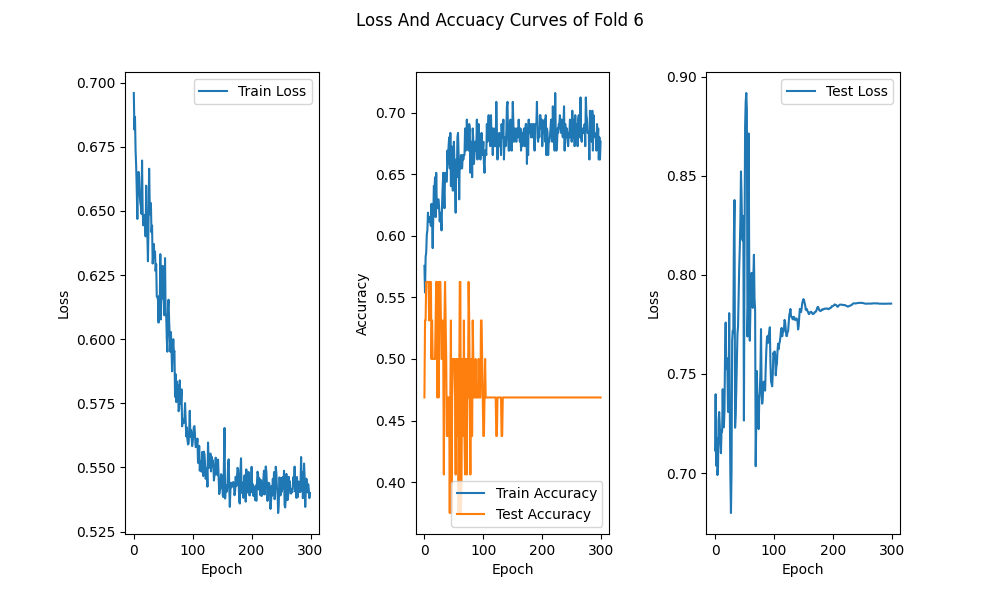 Loss And Accuacy Curves of Fold 6
0.700
0.675
0.650
0.625
0.600
0.575
0.550
0.525
Loss
Train Loss
0 100 200 300
Epoch
0.70
0.65
0.60
0.55
0.50
0.45
0.40
Accuracy
Train Accuracy
Test Accuracy
0 100 200 300
Epoch
0.90
0.85
0.80
0.75
0.70
Loss
Test Loss
0 100 200 300
Epoch